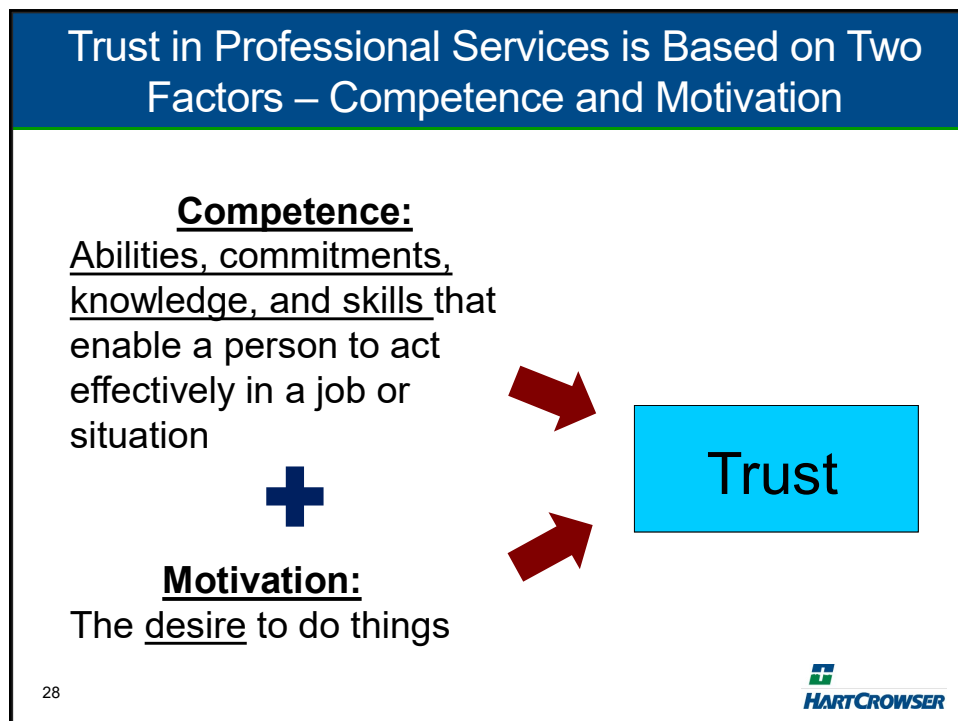 Trust in Professional Services is Based on Two
Factors – Competence and Motivation
Competence:
Abilities, commitments,
knowledge, and skills that
enable a person to act
effectively in a job or
situation
Motivation:
The desire to do things
Trust
28
HARTCROWSER